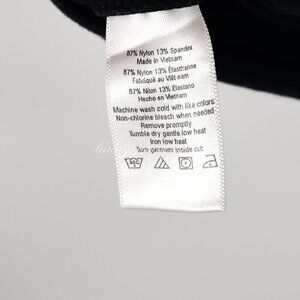 87% Nylon 13% Spandex
Made in Vietnam
87% Nylon 13% Élasthanne
Fabriqué au Viêt nam
87% Nilón 13% Elastano
Hecho en Vietnam
Machine wash cold with like colors
Non-chlorine bleach when needed
Remove promptly
Tumble dry gentle low heat
Iron low heat
Turn garment inside out